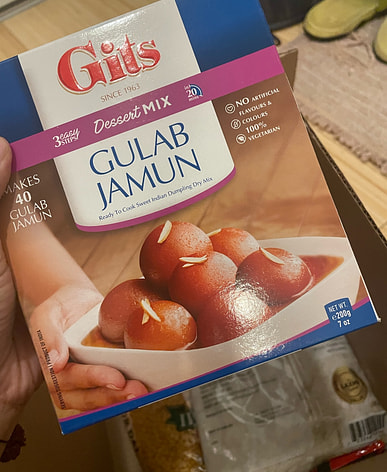 Gits
SINCE 1963
3 easy STEPS!
Dessert MIX
20
GULAB
JAMUN
Ready To Cook Sweet Indian Dumpling Dry Mix
NO ARTIFICIAL
FLAVOURS &
COLOURS
100%
VEGETARIAN
MAKES
40
GULAB
JAMUN
NET WT.
℮200g
7 oz